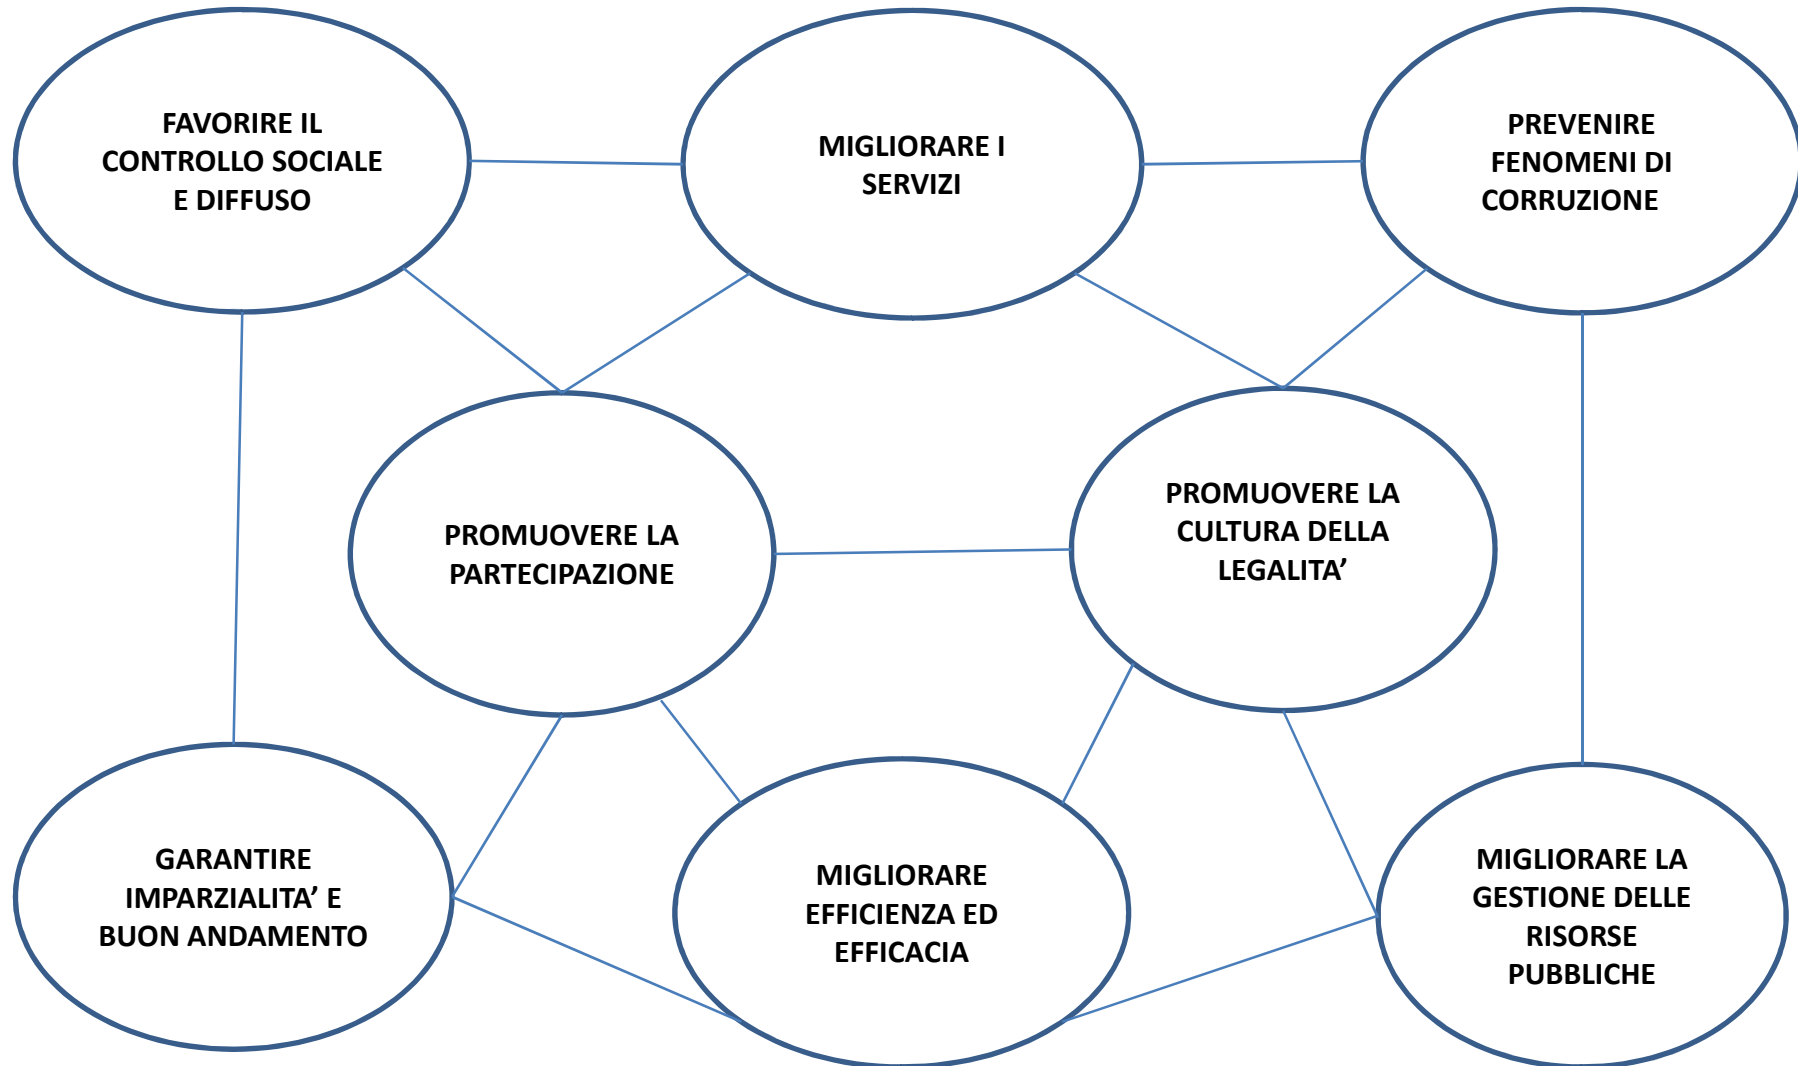 FAVORIRE IL
CONTROLLO SOCIALE
E DIFFUSO
MIGLIORARE I
SERVIZI
PREVENIRE
FENOMENI DI
CORRUZIONE
PROMUOVERE LA
PARTECIPAZIONE
PROMUOVERE LA
CULTURA DELLA
LEGALITA’
GARANTIRE
IMPARZIALITA’ E
BUON ANDAMENTO
MIGLIORARE
EFFICIENZA ED
EFFICACIA
MIGLIORARE LA
GESTIONE DELLE
RISORSE
PUBBLICHE